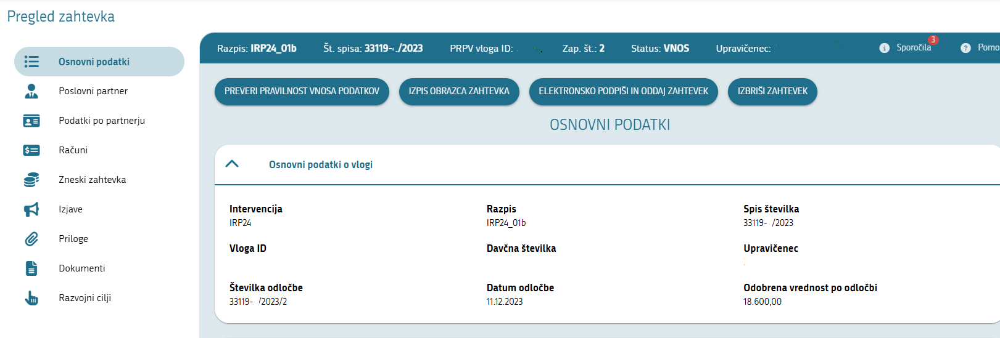 Pregled zahtevka
Osnovni podatki
Poslovni partner
Podatki po partnerju
Računi
Zneski zahtevka
Izjave
Priloge
Dokumenti
Razvojni cilji
Razpis: IRP24_01b Št. spisa: 33119- /2023 PRPV vloga ID: Zap. št.: 2 Status: VNOS Upravičenec: Sporočila 3 Pomo
PREVERI PRAVILNOST VNOSA PODATKOV IZPIS OBRAZCA ZAHTEVKA ELEKTRONSKO PODPIŠI IN ODDAJ ZAHTEVEK IZBRIŠI ZAHTEVEK
OSNOVNI PODATKI
Osnovni podatki o vlogi
Intervencija Razpis Spis številka
IRP24 IRP24_01b 33119- /2023
Vloga ID Davčna številka Upravičenec
Številka odločbe Datum odločbe Odobrena vrednost po odločbi
33119- /2023/2 11.12.2023 18.600,00